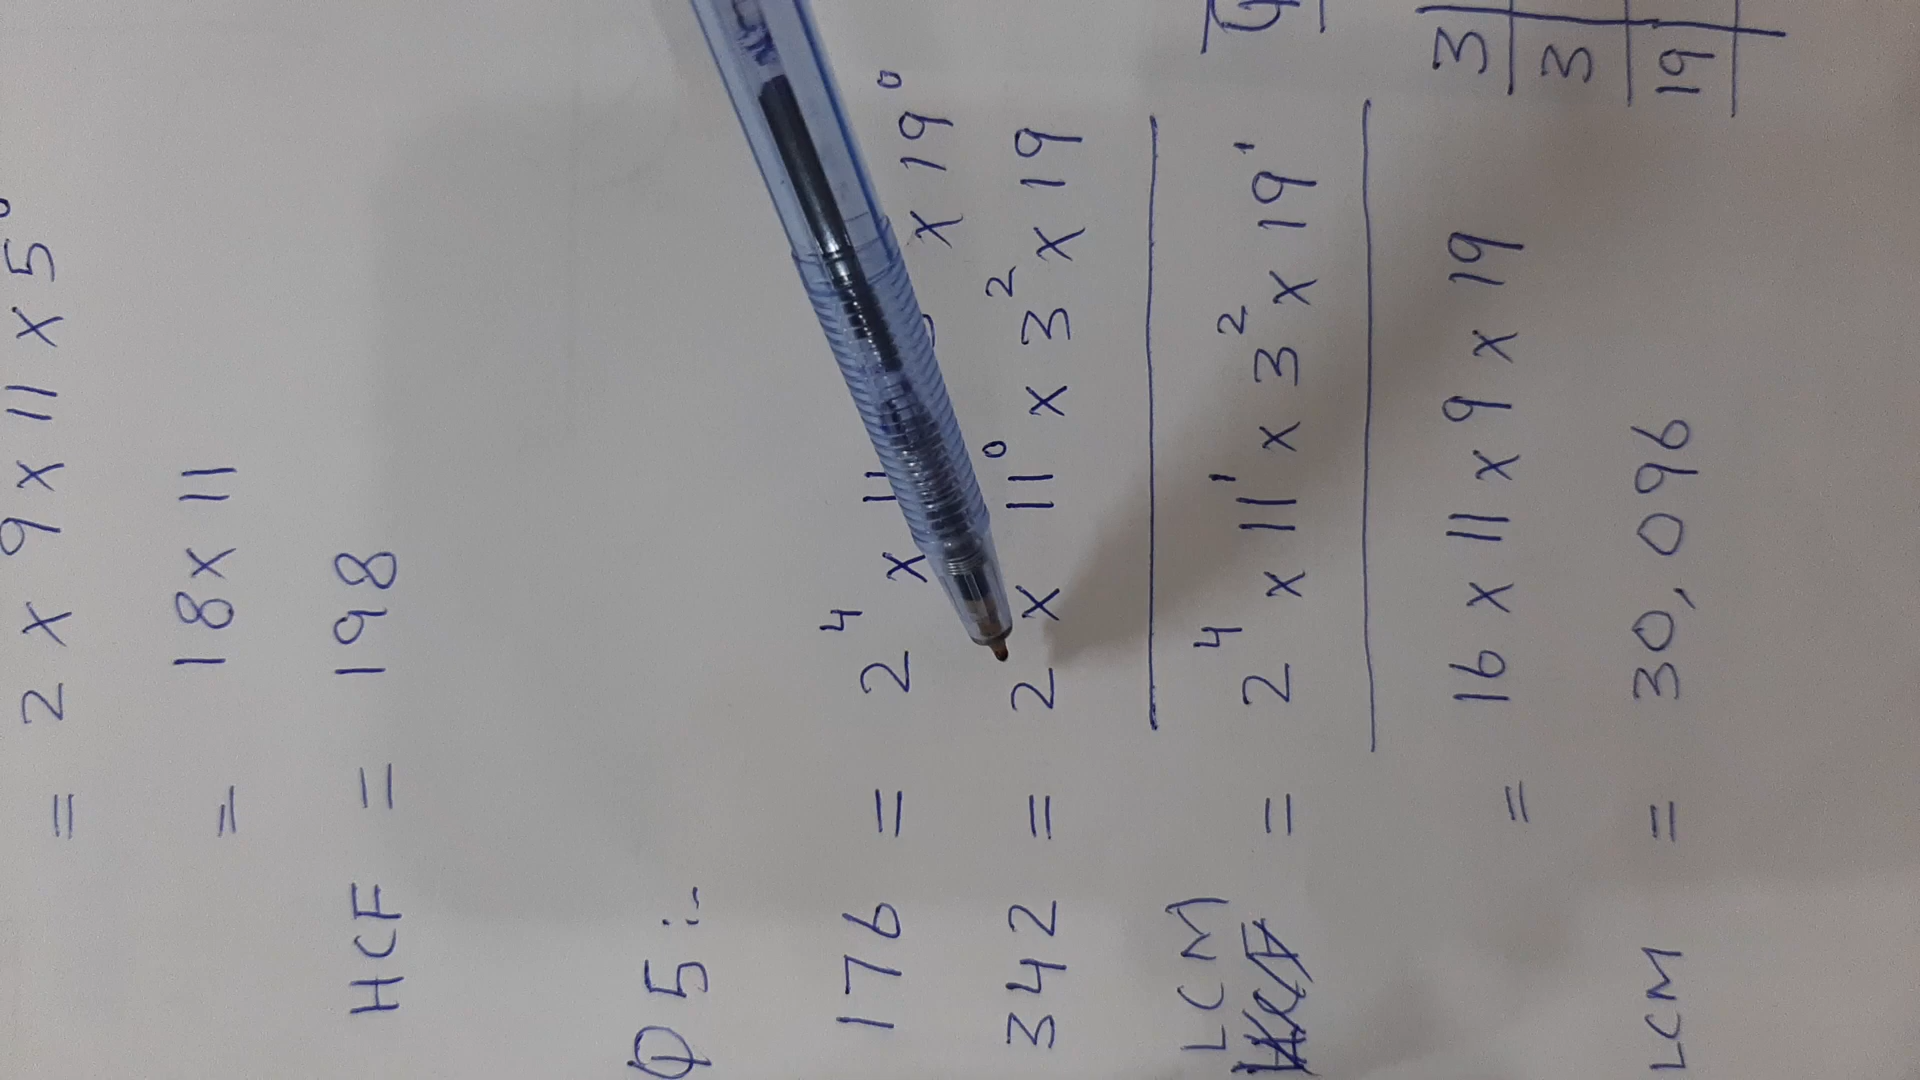 = 2 x 9 x 11 x 5⁰
= 18 x 11
HCF = 198
Q5:-
176 = 2⁴ x 11 x 19⁰
342 = 2 x 11⁰ x 3² x 19
LCM = 2⁴ x 11¹ x 3² x 19¹
= 16 x 11 x 9 x 19
LCM = 30,096
3
3
19